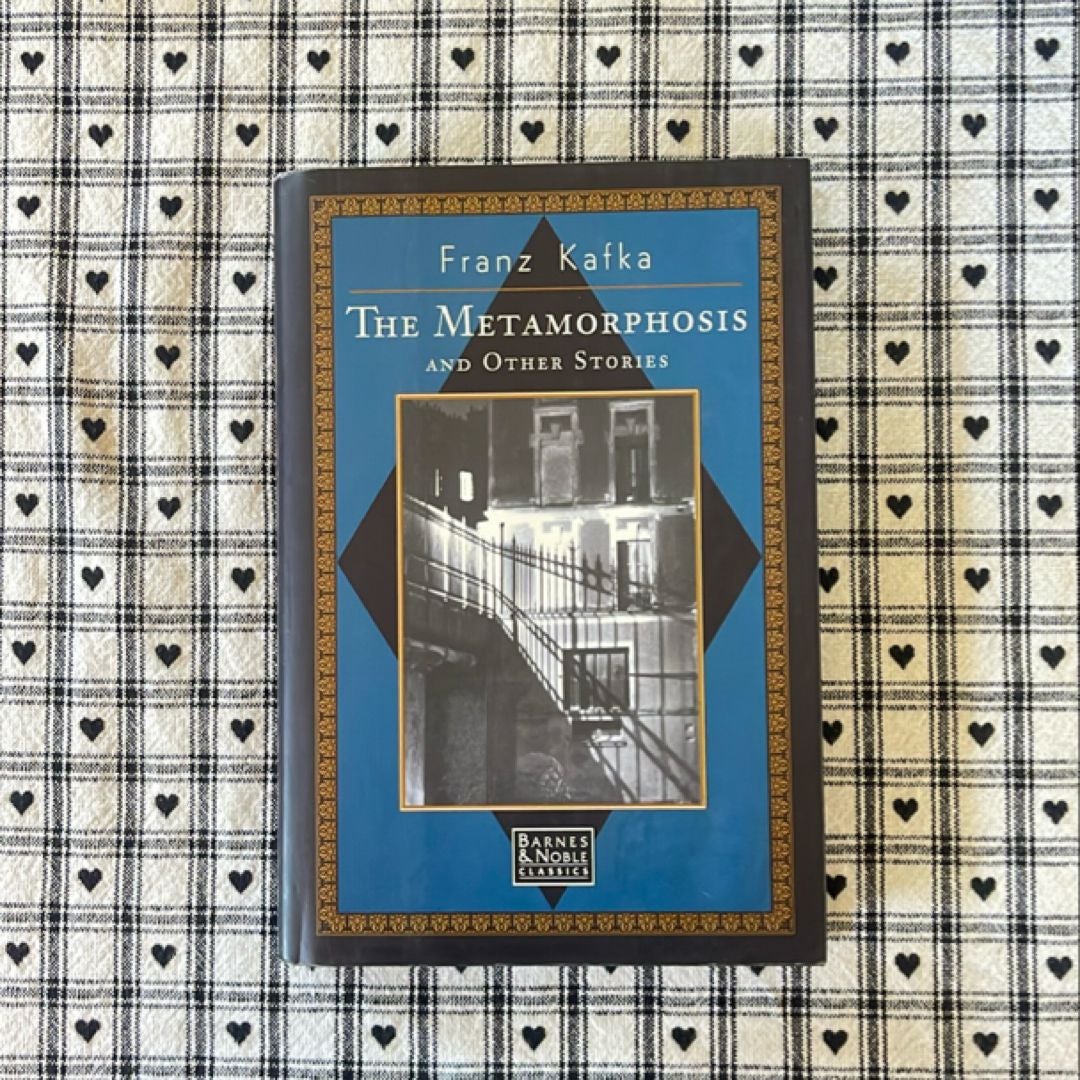 Franz Kafka
THE METAMORPHOSIS
AND OTHER STORIES
BARNES
& NOBLE
CLASSICS